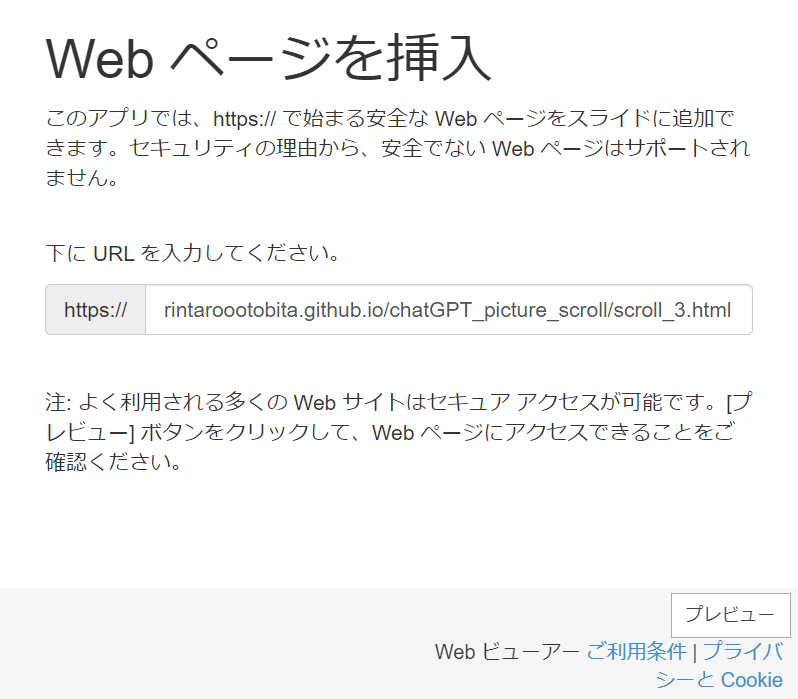 Web ページを挿入
このアプリでは、https:// で始まる安全な Web ページをスライドに追加で
きます。セキュリティの理由から、安全でない Web ページはサポートされ
ません。
下に URL を入力してください。
https:// rintaroootobita.github.io/chatGPT_picture_scroll/scroll_3.html
注: よく利用される多くの Web サイトはセキュア アクセスが可能です。[プ
レビュー] ボタンをクリックして、Web ページにアクセスできることをご
確認ください。
プレビュー
Web ビューアー ご利用条件 | プライバ
シーと Cookie